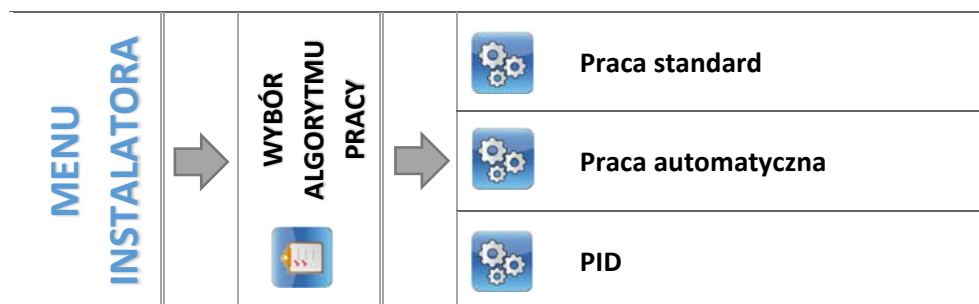 MENU
INSTALATORA
WYBÓR
ALGORYTMU
PRACY
Praca standard
Praca automatyczna
PID